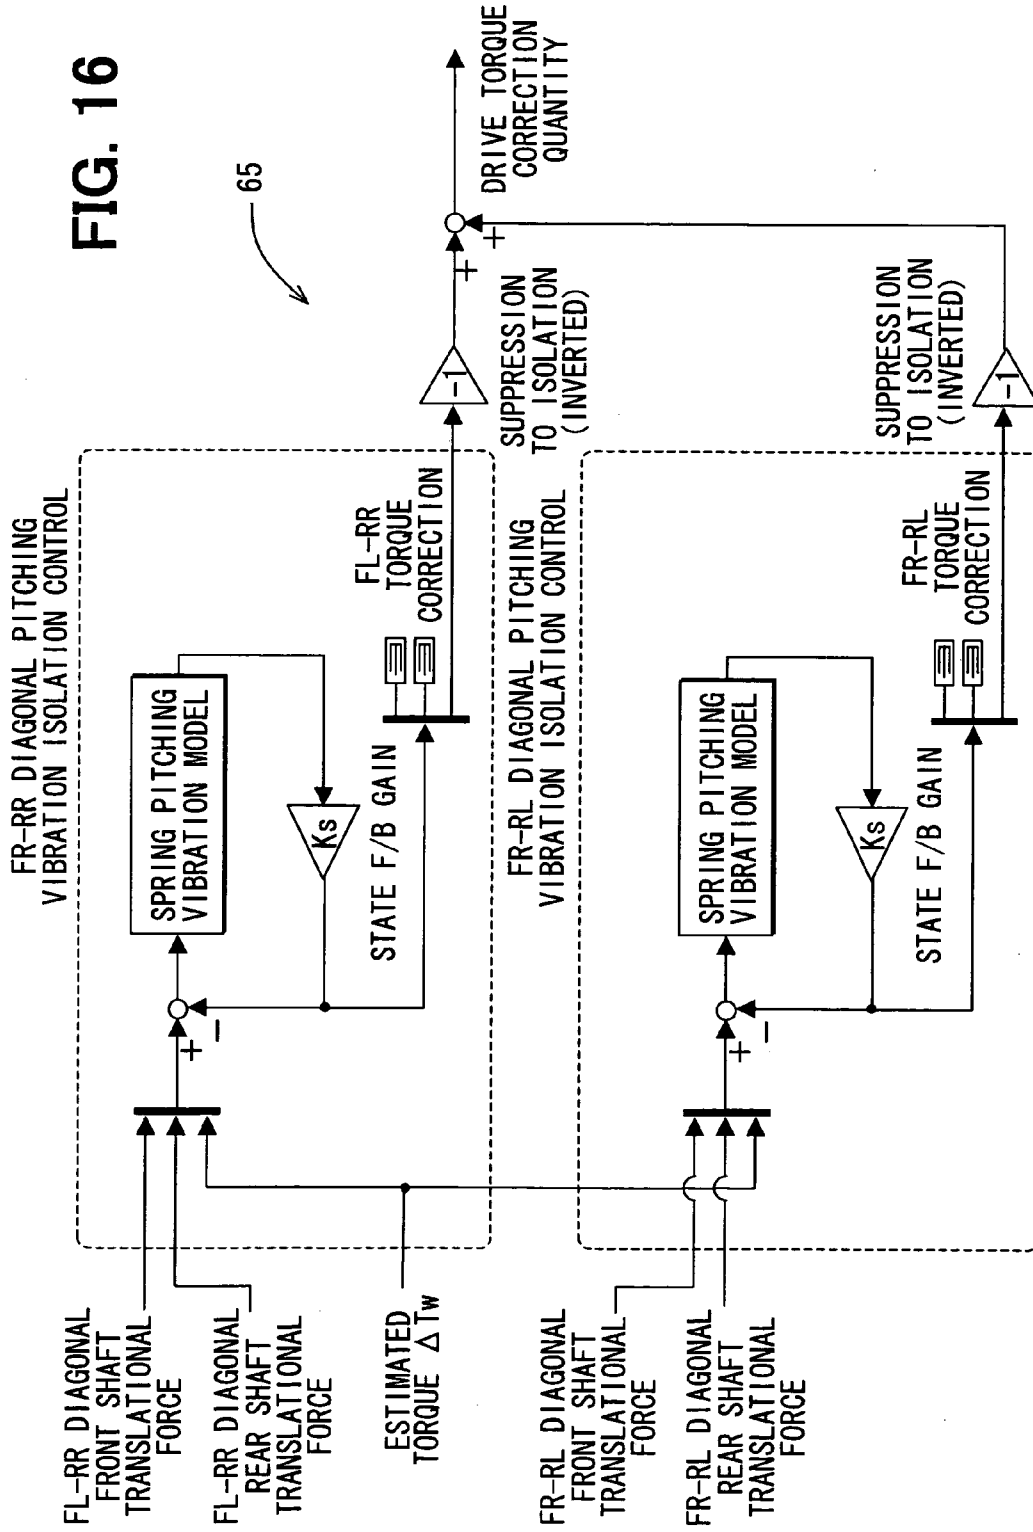 FIG. 16
65
FR-RR DIAGONAL PITCHING
VIBRATION ISOLATION CONTROL
FL-RR DIAGONAL
FRONT SHAFT
TRANSLATIONAL
FORCE
FL-RR DIAGONAL
REAR SHAFT
TRANSLATIONAL
FORCE
ESTIMATED
TORQUE ΔTw
+
−
SPRING PITCHING
VIBRATION MODEL
Ks
STATE F/B GAIN
FL-RR
TORQUE
CORRECTION
-1
SUPPRESSION
TO ISOLATION
(INVERTED)
+
+
DRIVE TORQUE
CORRECTION
QUANTITY
FR-RL DIAGONAL PITCHING
VIBRATION ISOLATION CONTROL
FR-RL DIAGONAL
FRONT SHAFT
TRANSLATIONAL
FORCE
FR-RL DIAGONAL
REAR SHAFT
TRANSLATIONAL
FORCE
+
−
SPRING PITCHING
VIBRATION MODEL
Ks
STATE F/B GAIN
FR-RL
TORQUE
CORRECTION
-1
SUPPRESSION
TO ISOLATION
(INVERTED)